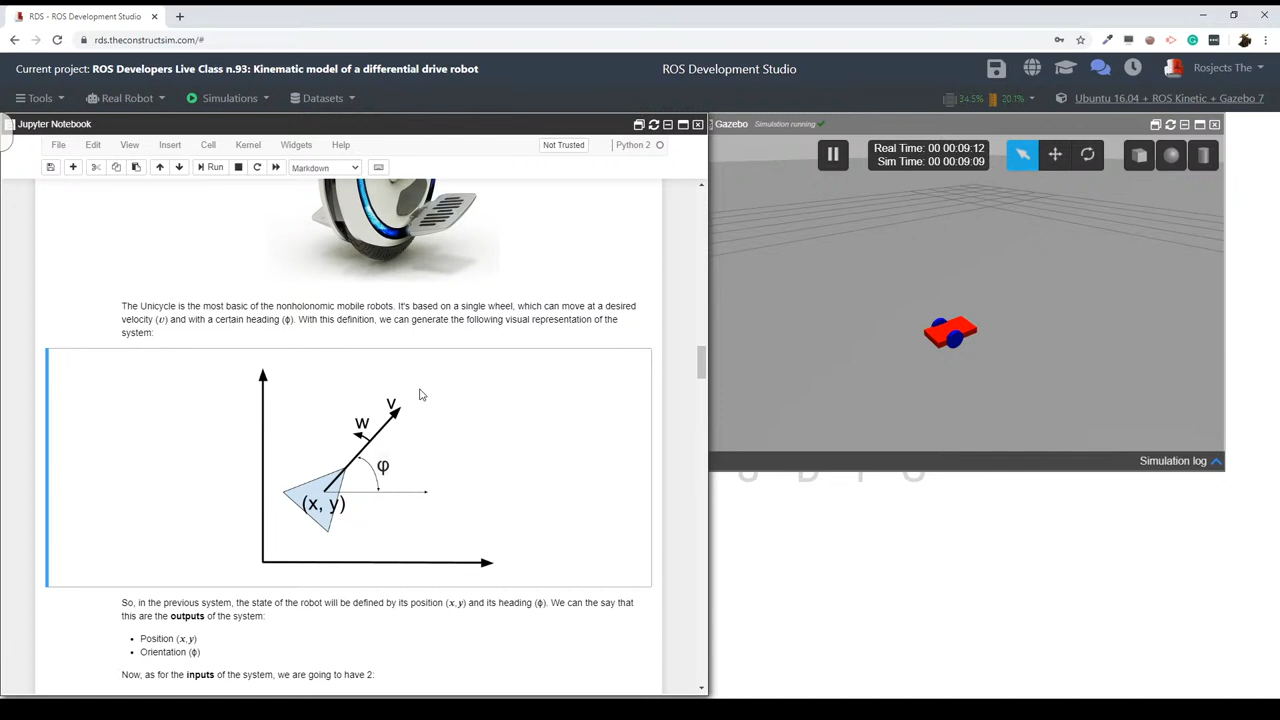 RDS - ROS Development Studio
rds.theconstructsim.com/#
Current project: ROS Developers Live Class n.93: Kinematic model of a differential drive robot
ROS Development Studio
Rosjects The
Tools
Real Robot
Simulations
Datasets
34.5%
20.1%
Ubuntu 16.04 + ROS Kinetic + Gazebo 7
Jupyter Notebook
Gazebo
Simulation running
File
Edit
View
Insert
Cell
Kernel
Widgets
Help
Not Trusted
Python 2
Run
Markdown
Real Time: 00 00:09:12
Sim Time: 00 00:09:09
The Unicycle is the most basic of the nonholonomic mobile robots. It's based on a single wheel, which can move at a desired
velocity (υ) and with a certain heading (ϕ). With this definition, we can generate the following visual representation of the
system:
v
w
φ
(x, y)
Simulation log
So, in the previous system, the state of the robot will be defined by its position (x, y) and its heading (ϕ). We can the say that
this are the outputs of the system:
• Position (x, y)
• Orientation (ϕ)
Now, as for the inputs of the system, we are going to have 2: